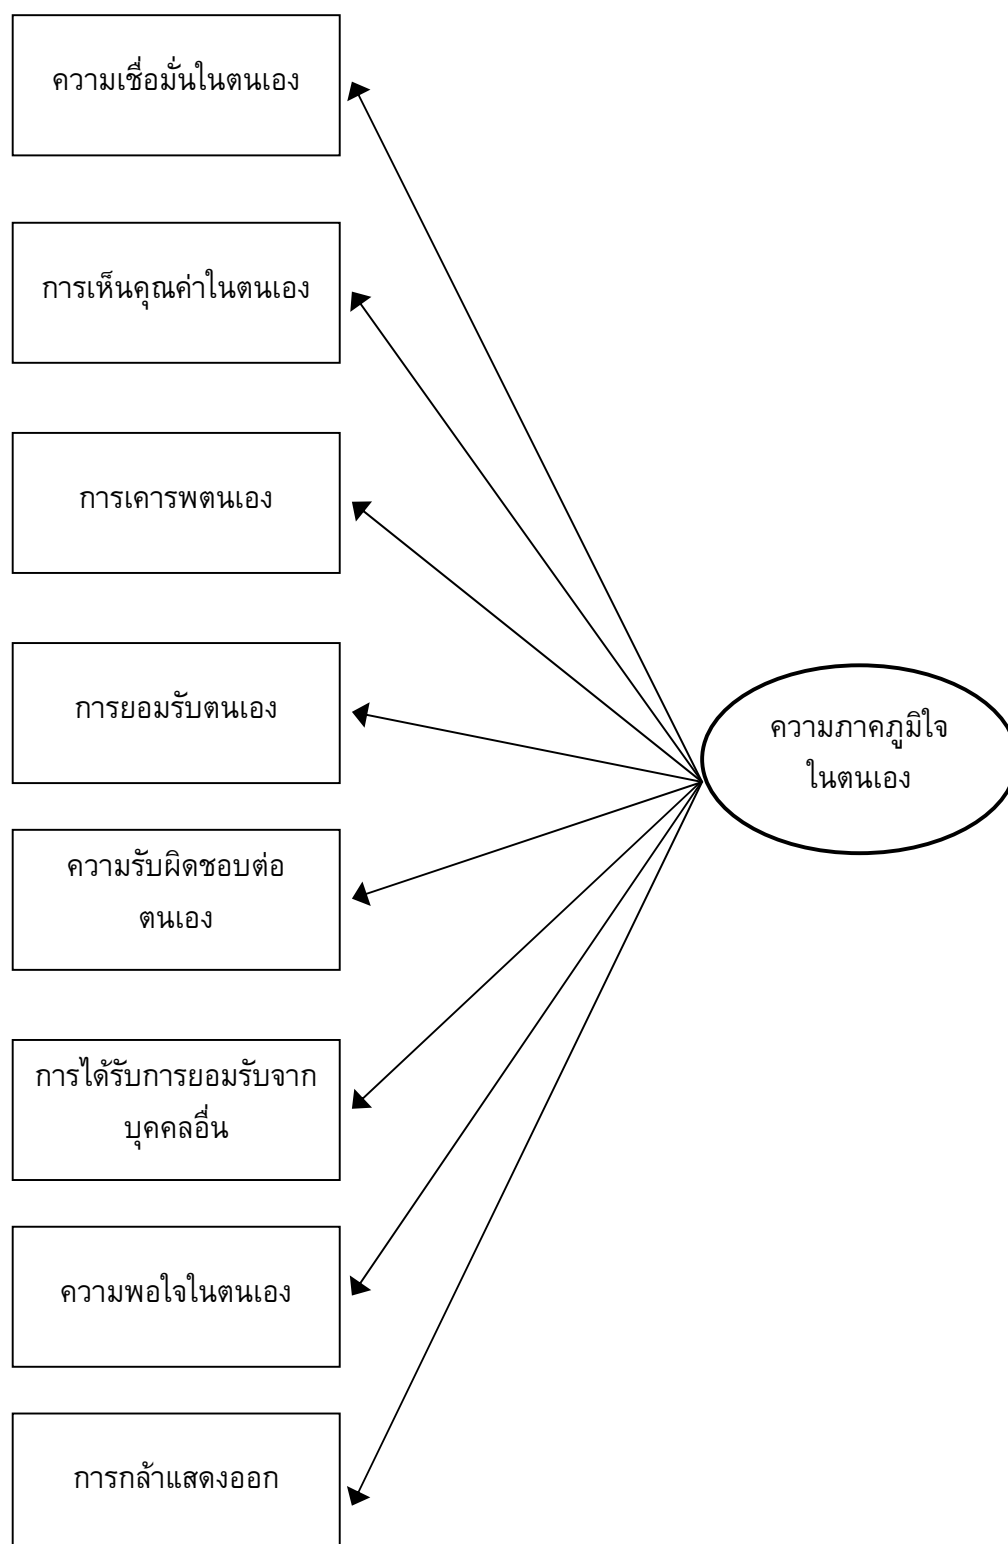 ความเชื่อมั่นในตนเอง
การเห็นคุณค่าในตนเอง
การเคารพตนเอง
การยอมรับตนเอง
ความภาคภูมิใจ
ในตนเอง
ความรับผิดชอบต่อ
ตนเอง
การได้รับการยอมรับจาก
บุคคลอื่น
ความพอใจในตนเอง
การกล้าแสดงออก